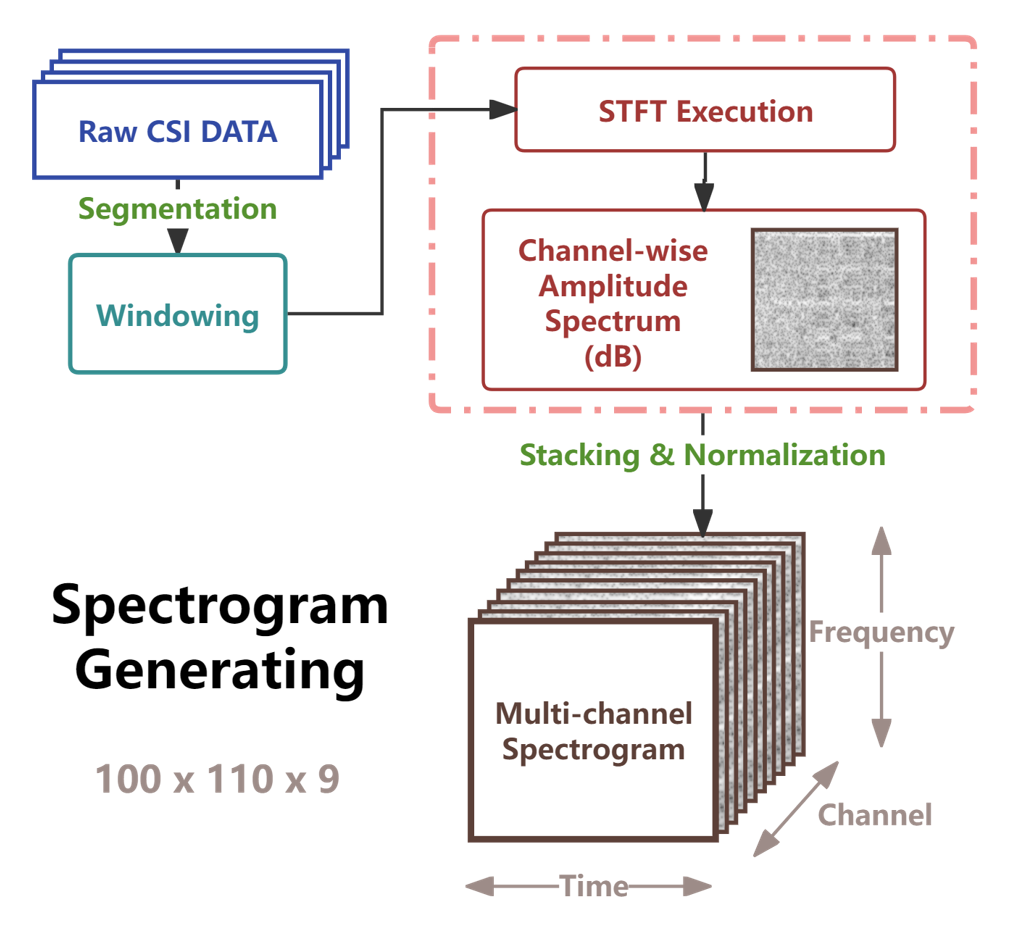 Raw CSI DATA
Segmentation
Windowing
STFT Execution
Channel-wise
Amplitude
Spectrum
(dB)
Stacking & Normalization
Spectrogram
Generating
100 x 110 x 9
Multi-channel
Spectrogram
Frequency
Channel
Time